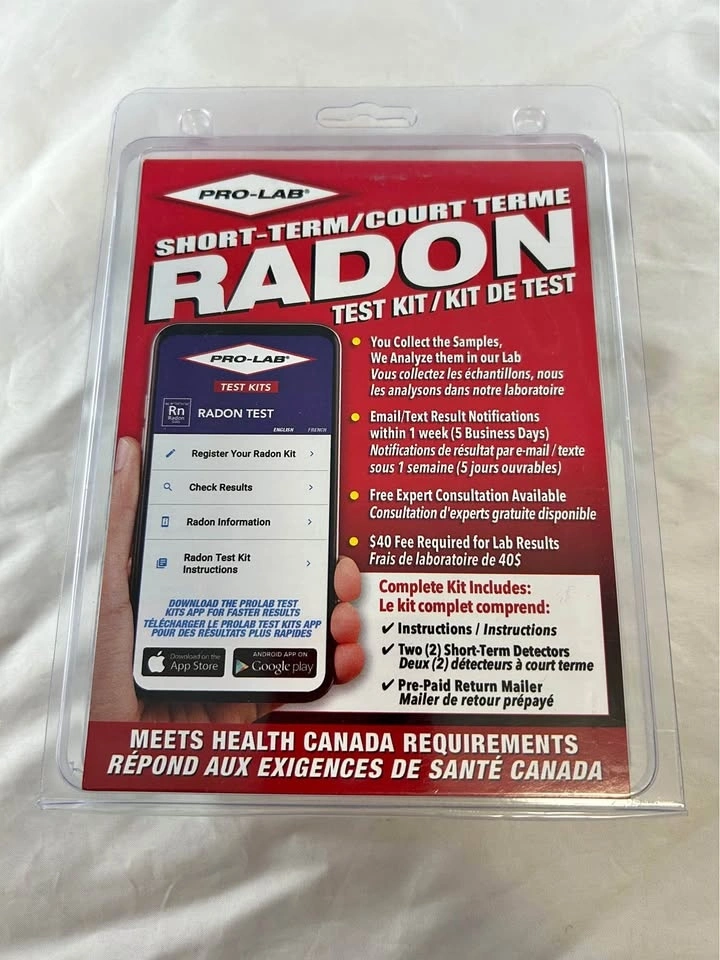 PRO-LAB®
SHORT-TERM/COURT TERME
RADON
TEST KIT / KIT DE TEST
PRO-LAB®
TEST KITS
Rn
Radon
RADON TEST
ENGLISH FRENCH
Register Your Radon Kit
Check Results
Radon Information
Radon Test Kit
Instructions
DOWNLOAD THE PROLAB TEST
KITS APP FOR FASTER RESULTS
TÉLÉCHARGER LE PROLAB TEST KITS APP
POUR DES RÉSULTATS PLUS RAPIDES
Download on the
App Store
ANDROID APP ON
Google play
You Collect the Samples,
We Analyze them in our Lab
Vous collectez les échantillons, nous
les analysons dans notre laboratoire
Email/Text Result Notifications
within 1 week (5 Business Days)
Notifications de résultat par e-mail / texte
sous 1 semaine (5 jours ouvrables)
Free Expert Consultation Available
Consultation d'experts gratuite disponible
$40 Fee Required for Lab Results
Frais de laboratoire de 40$
Complete Kit Includes:
Le kit complet comprend:
✔ Instructions / Instructions
✔ Two (2) Short-Term Detectors
Deux (2) détecteurs à court terme
✔ Pre-Paid Return Mailer
Mailer de retour prépayé
MEETS HEALTH CANADA REQUIREMENTS
RÉPOND AUX EXIGENCES DE SANTÉ CANADA